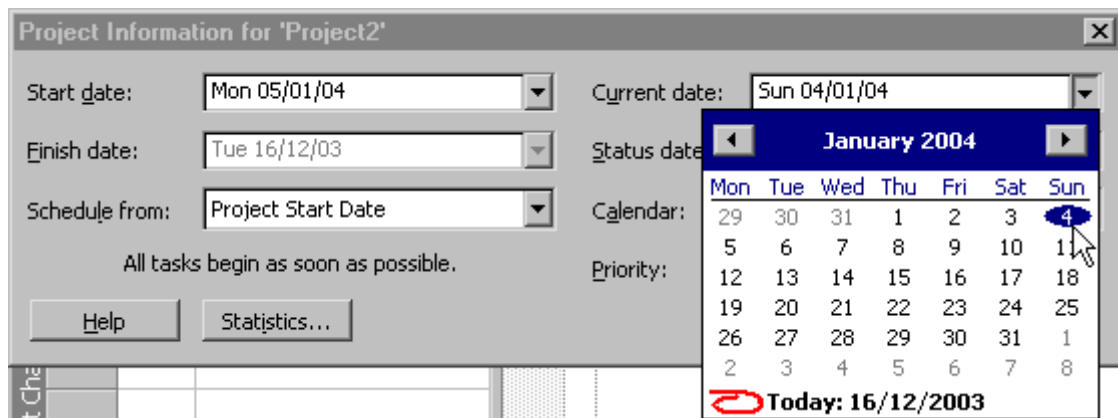 Project Information for 'Project2'
Start date: Mon 05/01/04 Current date: Sun 04/01/04
Finish date: Tue 16/12/03 Status date
Schedule from: Project Start Date Calendar:
All tasks begin as soon as possible. Priority:
Help Statistics...
January 2004
Mon Tue Wed Thu Fri Sat Sun
29 30 31 1 2 3 4
5 6 7 8 9 10 11
12 13 14 15 16 17 18
19 20 21 22 23 24 25
26 27 28 29 30 31 1
2 3 4 5 6 7 8
Today: 16/12/2003